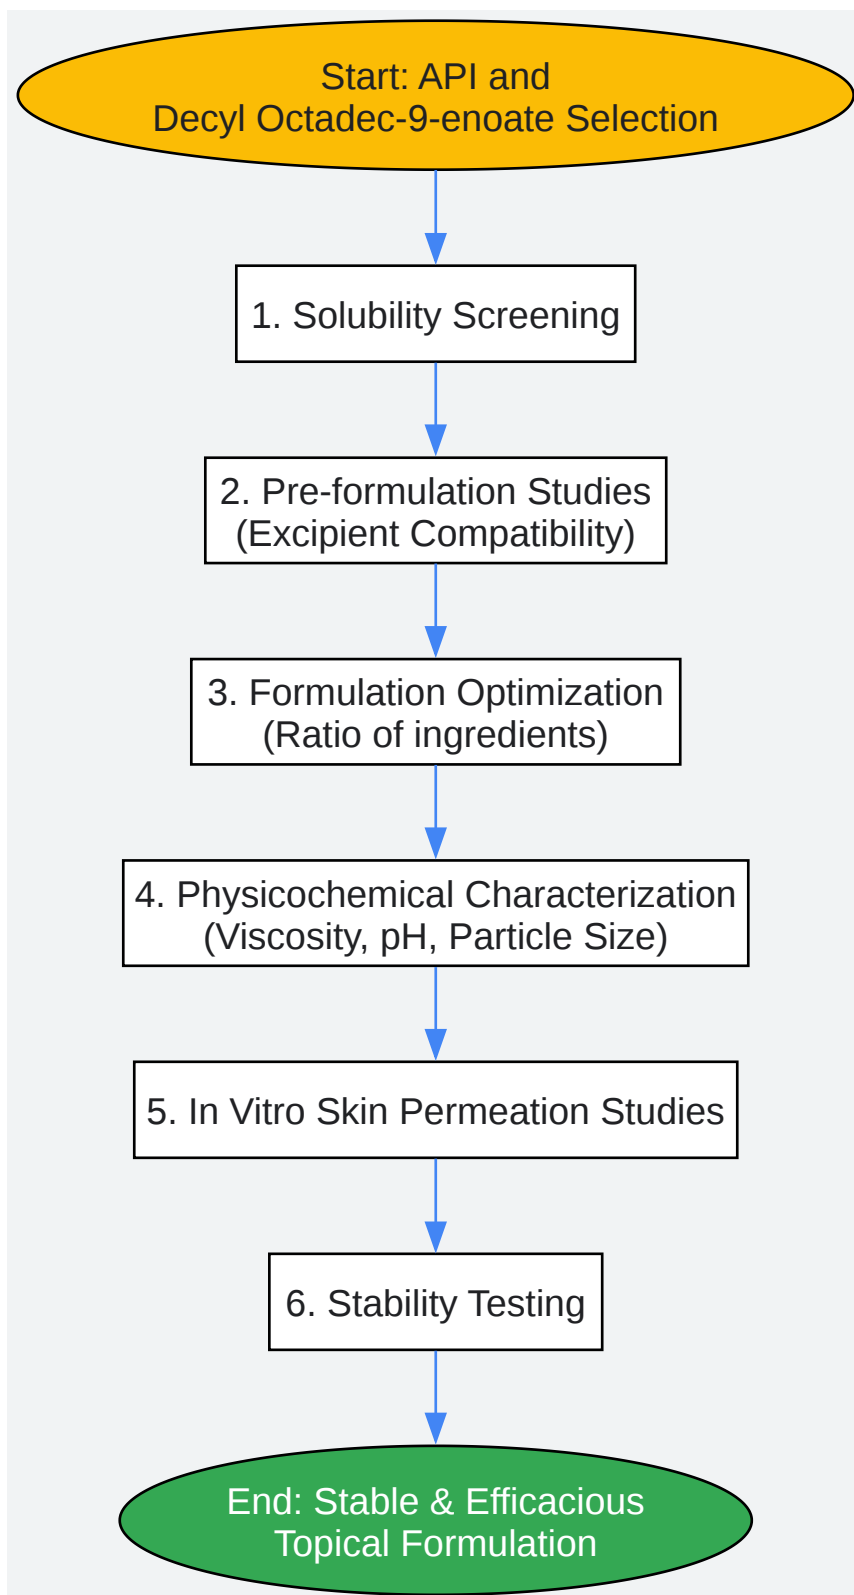 Start: API and
Decyl Octadec-9-enoate Selection
1. Solubility Screening
2. Pre-formulation Studies
(Excipient Compatibility)
3. Formulation Optimization
(Ratio of ingredients)
4. Physicochemical Characterization
(Viscosity, pH, Particle Size)
5. In Vitro Skin Permeation Studies
6. Stability Testing
End: Stable & Efficacious
Topical Formulation